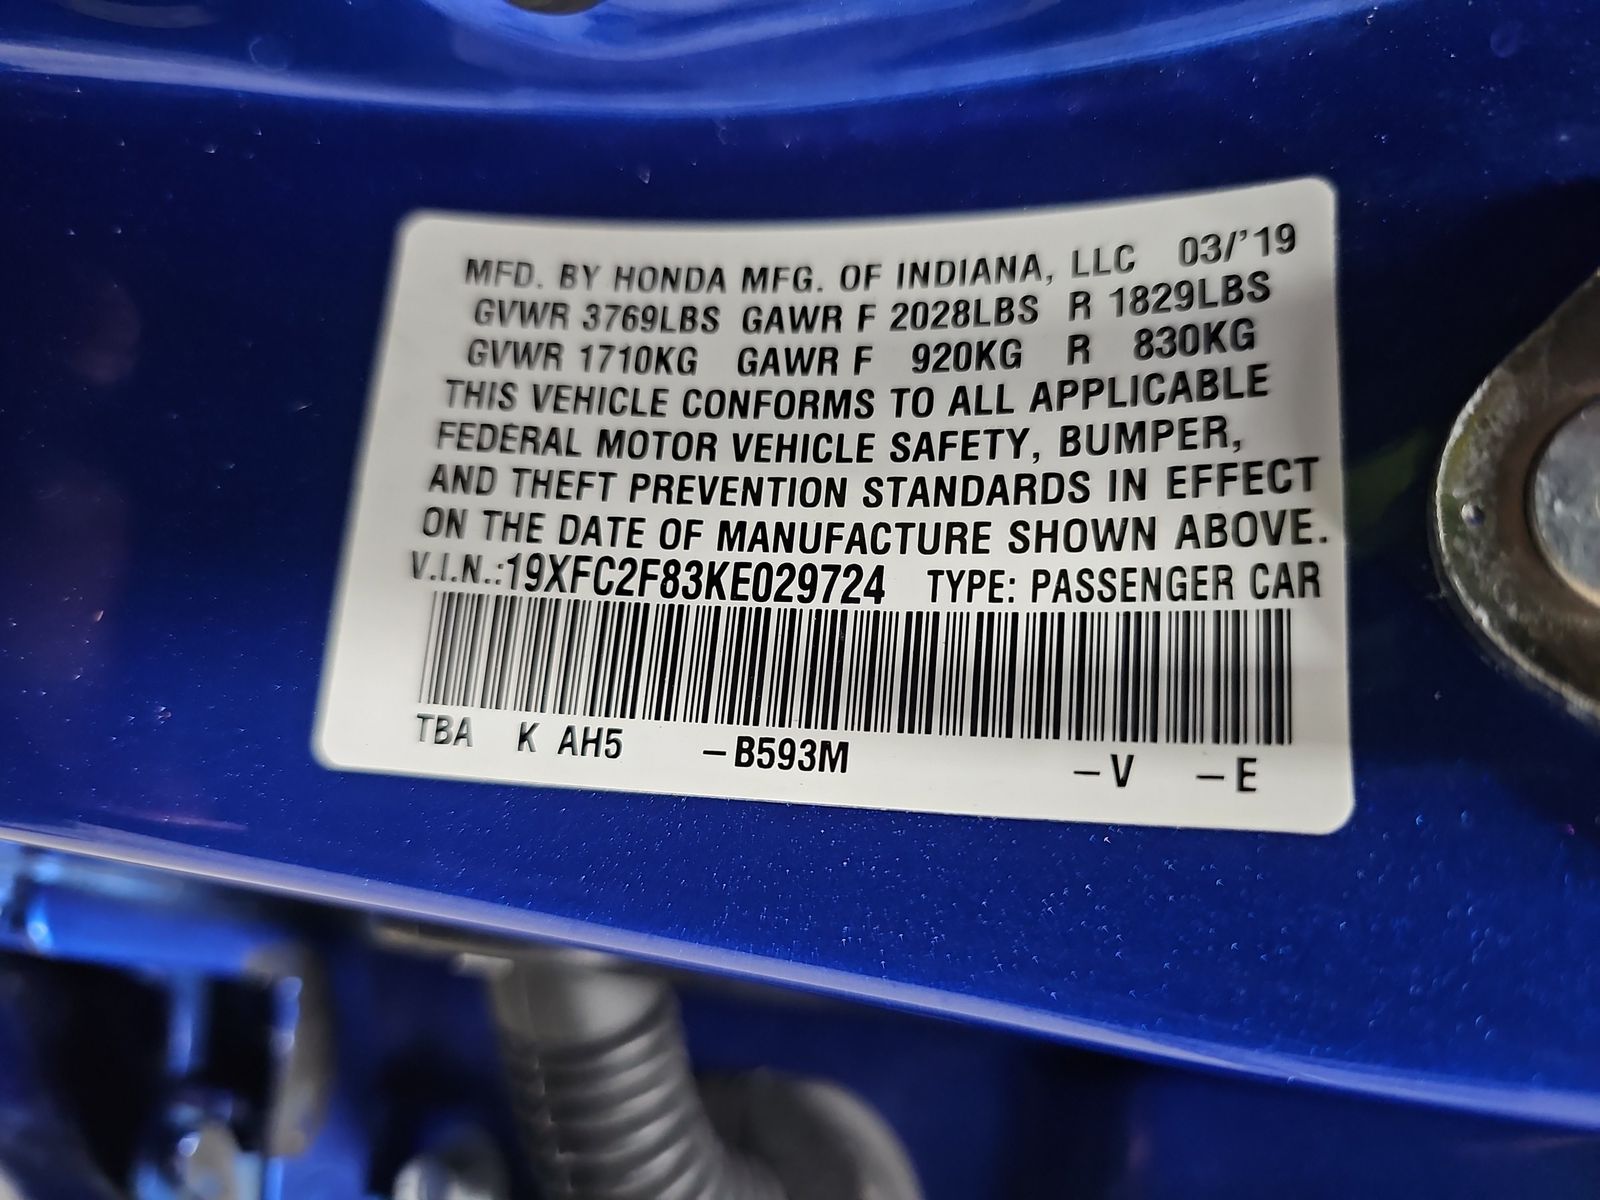 MFD. BY HONDA MFG. OF INDIANA, LLC 03/'19
GVWR 3769LBS GAWR F 2028LBS R 1829LBS
GVWR 1710KG GAWR F 920KG R 830KG
THIS VEHICLE CONFORMS TO ALL APPLICABLE
FEDERAL MOTOR VEHICLE SAFETY, BUMPER,
AND THEFT PREVENTION STANDARDS IN EFFECT
ON THE DATE OF MANUFACTURE SHOWN ABOVE.
V.I.N.:19XFC2F83KE029724 TYPE: PASSENGER CAR
TBA K AH5 -B593M -V -E